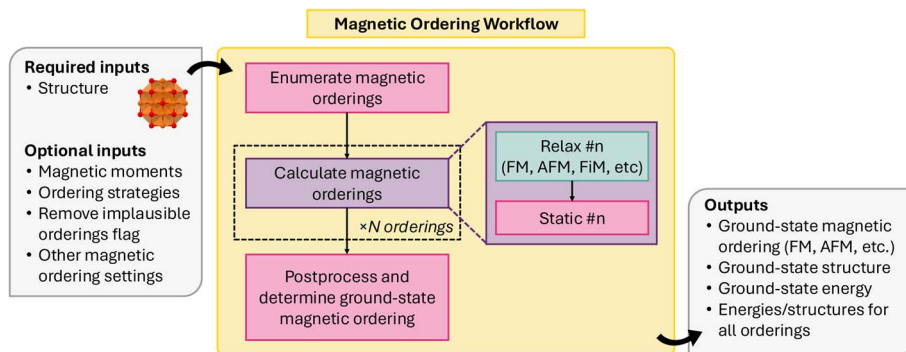 Magnetic Ordering Workflow
Required inputs
• Structure
Optional inputs
• Magnetic moments
• Ordering strategies
• Remove implausible
orderings flag
• Other magnetic
ordering settings
Enumerate magnetic
orderings
Calculate magnetic
orderings
×N orderings
Postprocess and
determine ground-state
magnetic ordering
Relax #n
(FM, AFM, FiM, etc)
Static #n
Outputs
• Ground-state magnetic
ordering (FM, AFM, etc.)
• Ground-state structure
• Ground-state energy
• Energies/structures for
all orderings